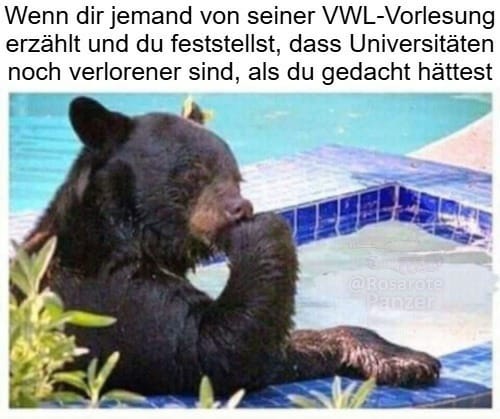 Wenn dir jemand von seiner VWL-Vorlesung
erzählt und du feststellst, dass Universitäten
noch verlorener sind, als du gedacht hättest
@Rosarote
Panzer